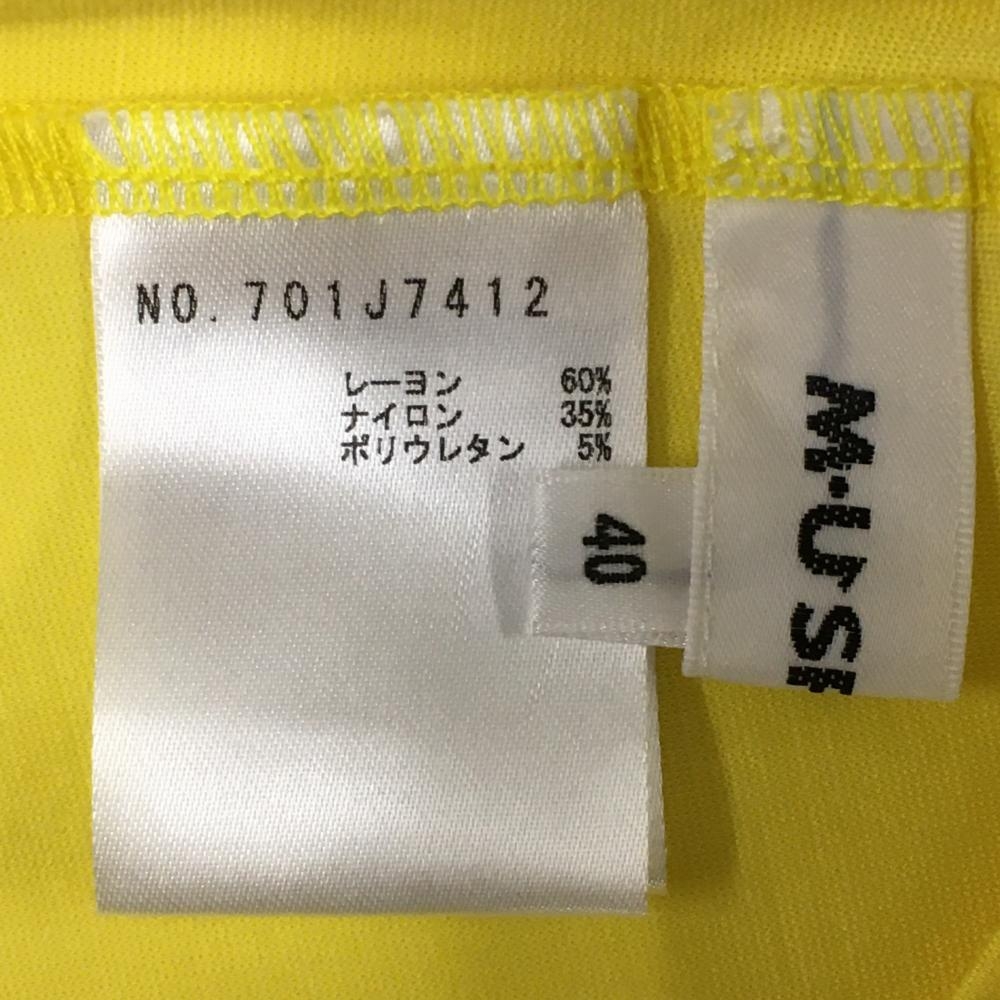 NO. 701J7412
レーヨン 60%
ナイロン 35%
ポリウレタン 5%
40
M・U・S